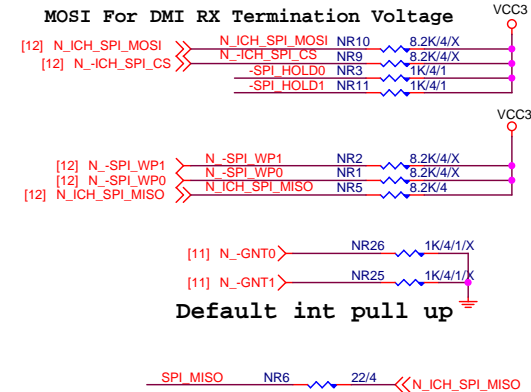 MOSI For DMI RX Termination Voltage VCC3
[12] N_ICH_SPI_MOSI N_ICH_SPI_MOSI NR10 8.2K/4/X
[12] N_-ICH_SPI_CS N_-ICH_SPI_CS NR9 8.2K/4/X
-SPI_HOLD0 NR3 1K/4/1
-SPI_HOLD1 NR11 1K/4/1
VCC3
[12] N_-SPI_WP1 N_-SPI_WP1 NR2 8.2K/4/X
[12] N_-SPI_WP0 N_-SPI_WP0 NR1 8.2K/4/X
[12] N_ICH_SPI_MISO N_ICH_SPI_MISO NR5 8.2K/4
[11] N_-GNT0 NR26 1K/4/1/X
[11] N_-GNT1 NR25 1K/4/1/X
Default int pull up
SPI_MISO NR6 22/4 N_ICH_SPI_MISO